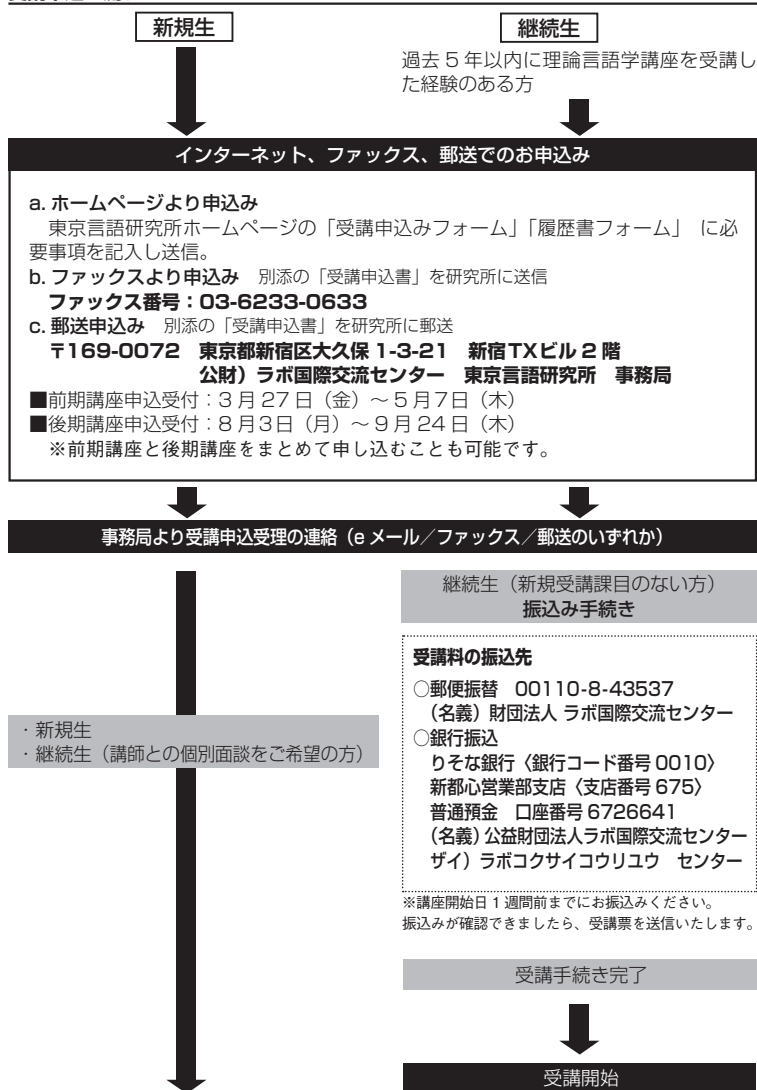 新規生
継続生
過去 5 年以内に理論言語学講座を受講し
た経験のある方
インターネット、ファックス、郵送でのお申込み
a. ホームページより申込み
東京言語研究所ホームページの「受講申込みフォーム」「履歴書フォーム」 に必
要事項を記入し送信。
b. ファックスより申込み 別添の「受講申込書」を研究所に送信
ファックス番号：03-6233-0633
c. 郵送申込み 別添の「受講申込書」を研究所に郵送
〒169-0072 東京都新宿区大久保 1-3-21 新宿TXビル 2 階
公財）ラボ国際交流センター 東京言語研究所 事務局
■前期講座申込受付：3 月 27 日（金）～ 5 月 7 日（木）
■後期講座申込受付：8 月 3 日（月）～ 9 月 24 日（木）
※前期講座と後期講座をまとめて申し込むことも可能です。
事務局より受講申込受理の連絡（e メール／ファックス／郵送のいずれか）
継続生（新規受講課目のない方）
振込み手続き
受講料の振込先
○郵便振替 00110-8-43537
（名義）財団法人 ラボ国際交流センター
○銀行振込
りそな銀行〈銀行コード番号 0010〉
新都心営業部支店〈支店番号 675〉
普通預金 口座番号 6726641
（名義）公益財団法人ラボ国際交流センター
ザイ）ラボコクサイコウリユウ センター
・新規生
・継続生（講師との個別面談をご希望の方）
※講座開始日 1 週間前までにお振込みください。
振込みが確認できましたら、受講票を送信いたします。
受講手続き完了
受講開始